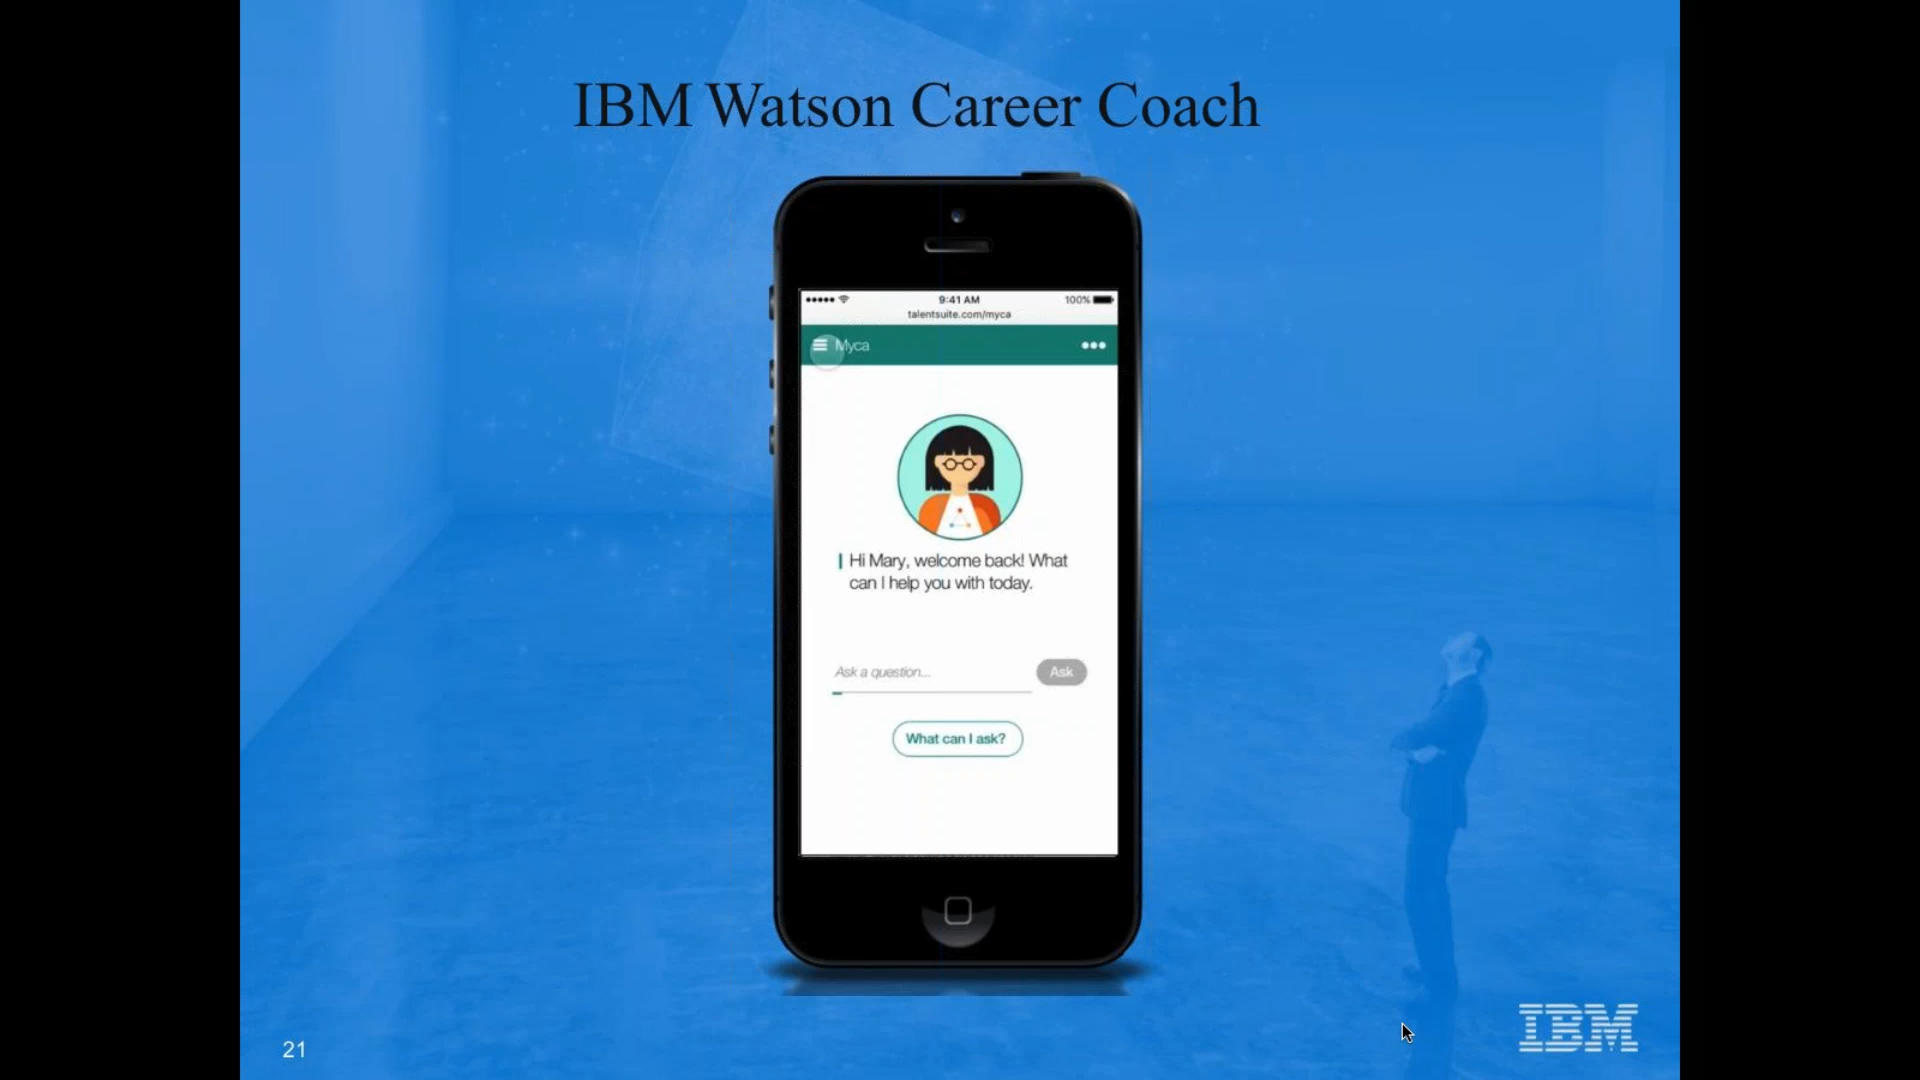 IBM Watson Career Coach
9:41 AM
100%
talentsuite.com/myca
Myca
Hi Mary, welcome back! What
can I help you with today.
Ask a question...
Ask
What can I ask?
21
IBM